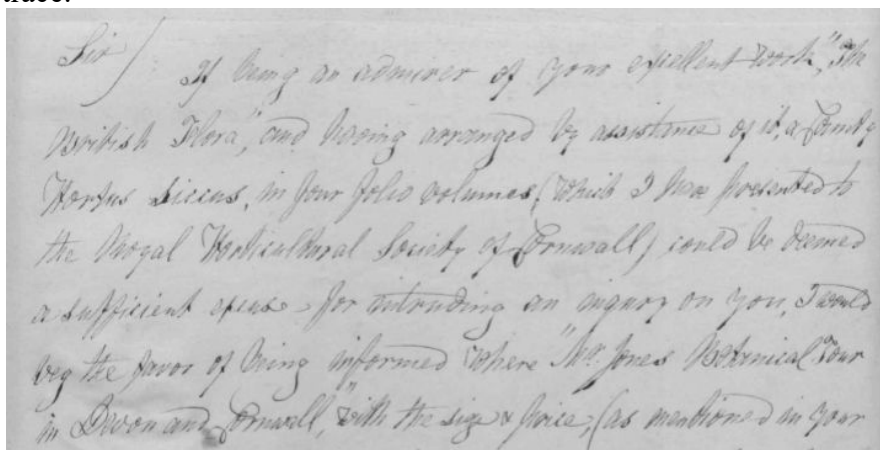 Sir/
If being an admirer of your excellent work, "The
British Flora", and having arranged by assistance of it, a County
Hortus Siccus, in four folio volumes, (which I have presented to
the Royal Horticultural Society of Cornwall) could be deemed
a sufficient excuse for intruding an inquiry on you, I would
beg the favor of being informed where "Mr. Jones Botanical Tour
in Devon and Cornwall," with the size & price, (as mentioned in your